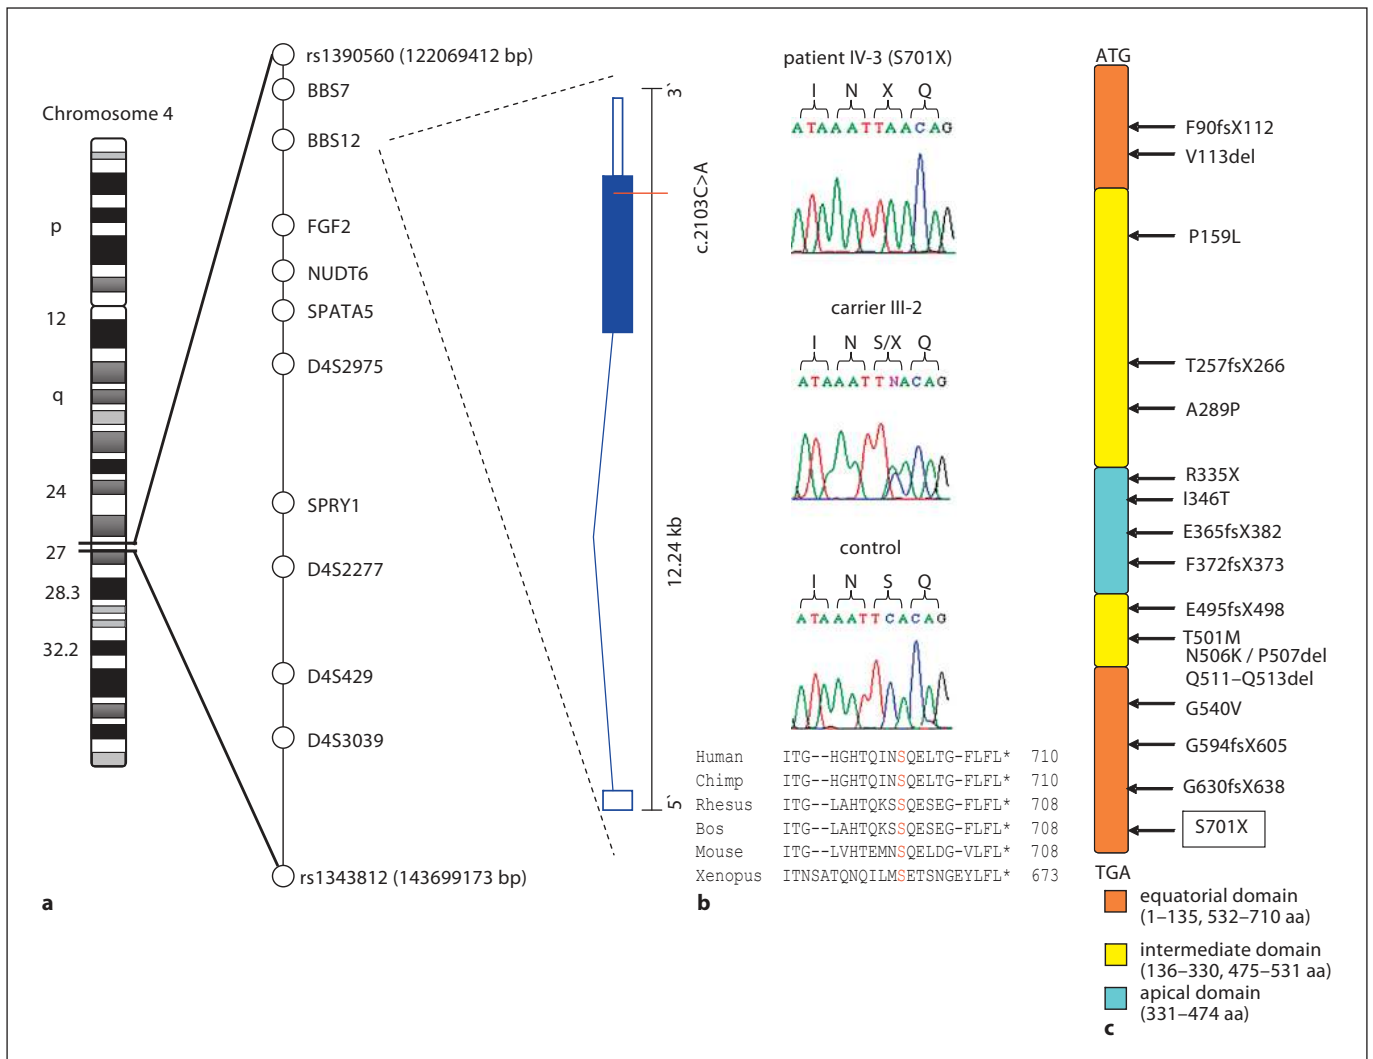 Chromosome 4
p
12
q
24
27
28.3
32.2
rs1390560 (122069412 bp)
BBS7
BBS12
FGF2
NUDT6
SPATA5
D4S2975
SPRY1
D4S2277
D4S429
D4S3039
rs1343812 (143699173 bp)
a
3`
c.2103C>A
12.24 kb
5`
patient IV-3 (S701X)
I N X Q
ATAAATTAACAG
carrier III-2
I N S/X Q
ATAAATTNACAG
control
I N S Q
ATAAATTCACAG
Human ITG--HGHTQINSQELTG-FLFL* 710
Chimp ITG--HGHTQINSQELTG-FLFL* 710
Rhesus ITG--LAHTQKSSQESEG-FLFL* 708
Bos ITG--LAHTQKSSQESEG-FLFL* 708
Mouse ITG--LVHTEMNSQELDG-VLFL* 708
Xenopus ITNSATQNQILMSETSNGEYLFL* 673
b
ATG
F90fsX112
V113del
P159L
T257fsX266
A289P
R335X
I346T
E365fsX382
F372fsX373
E495fsX498
T501M
N506K / P507del
Q511–Q513del
G540V
G594fsX605
G630fsX638
S701X
TGA
equatorial domain
(1–135, 532–710 aa)
intermediate domain
(136–330, 475–531 aa)
apical domain
(331–474 aa)
c